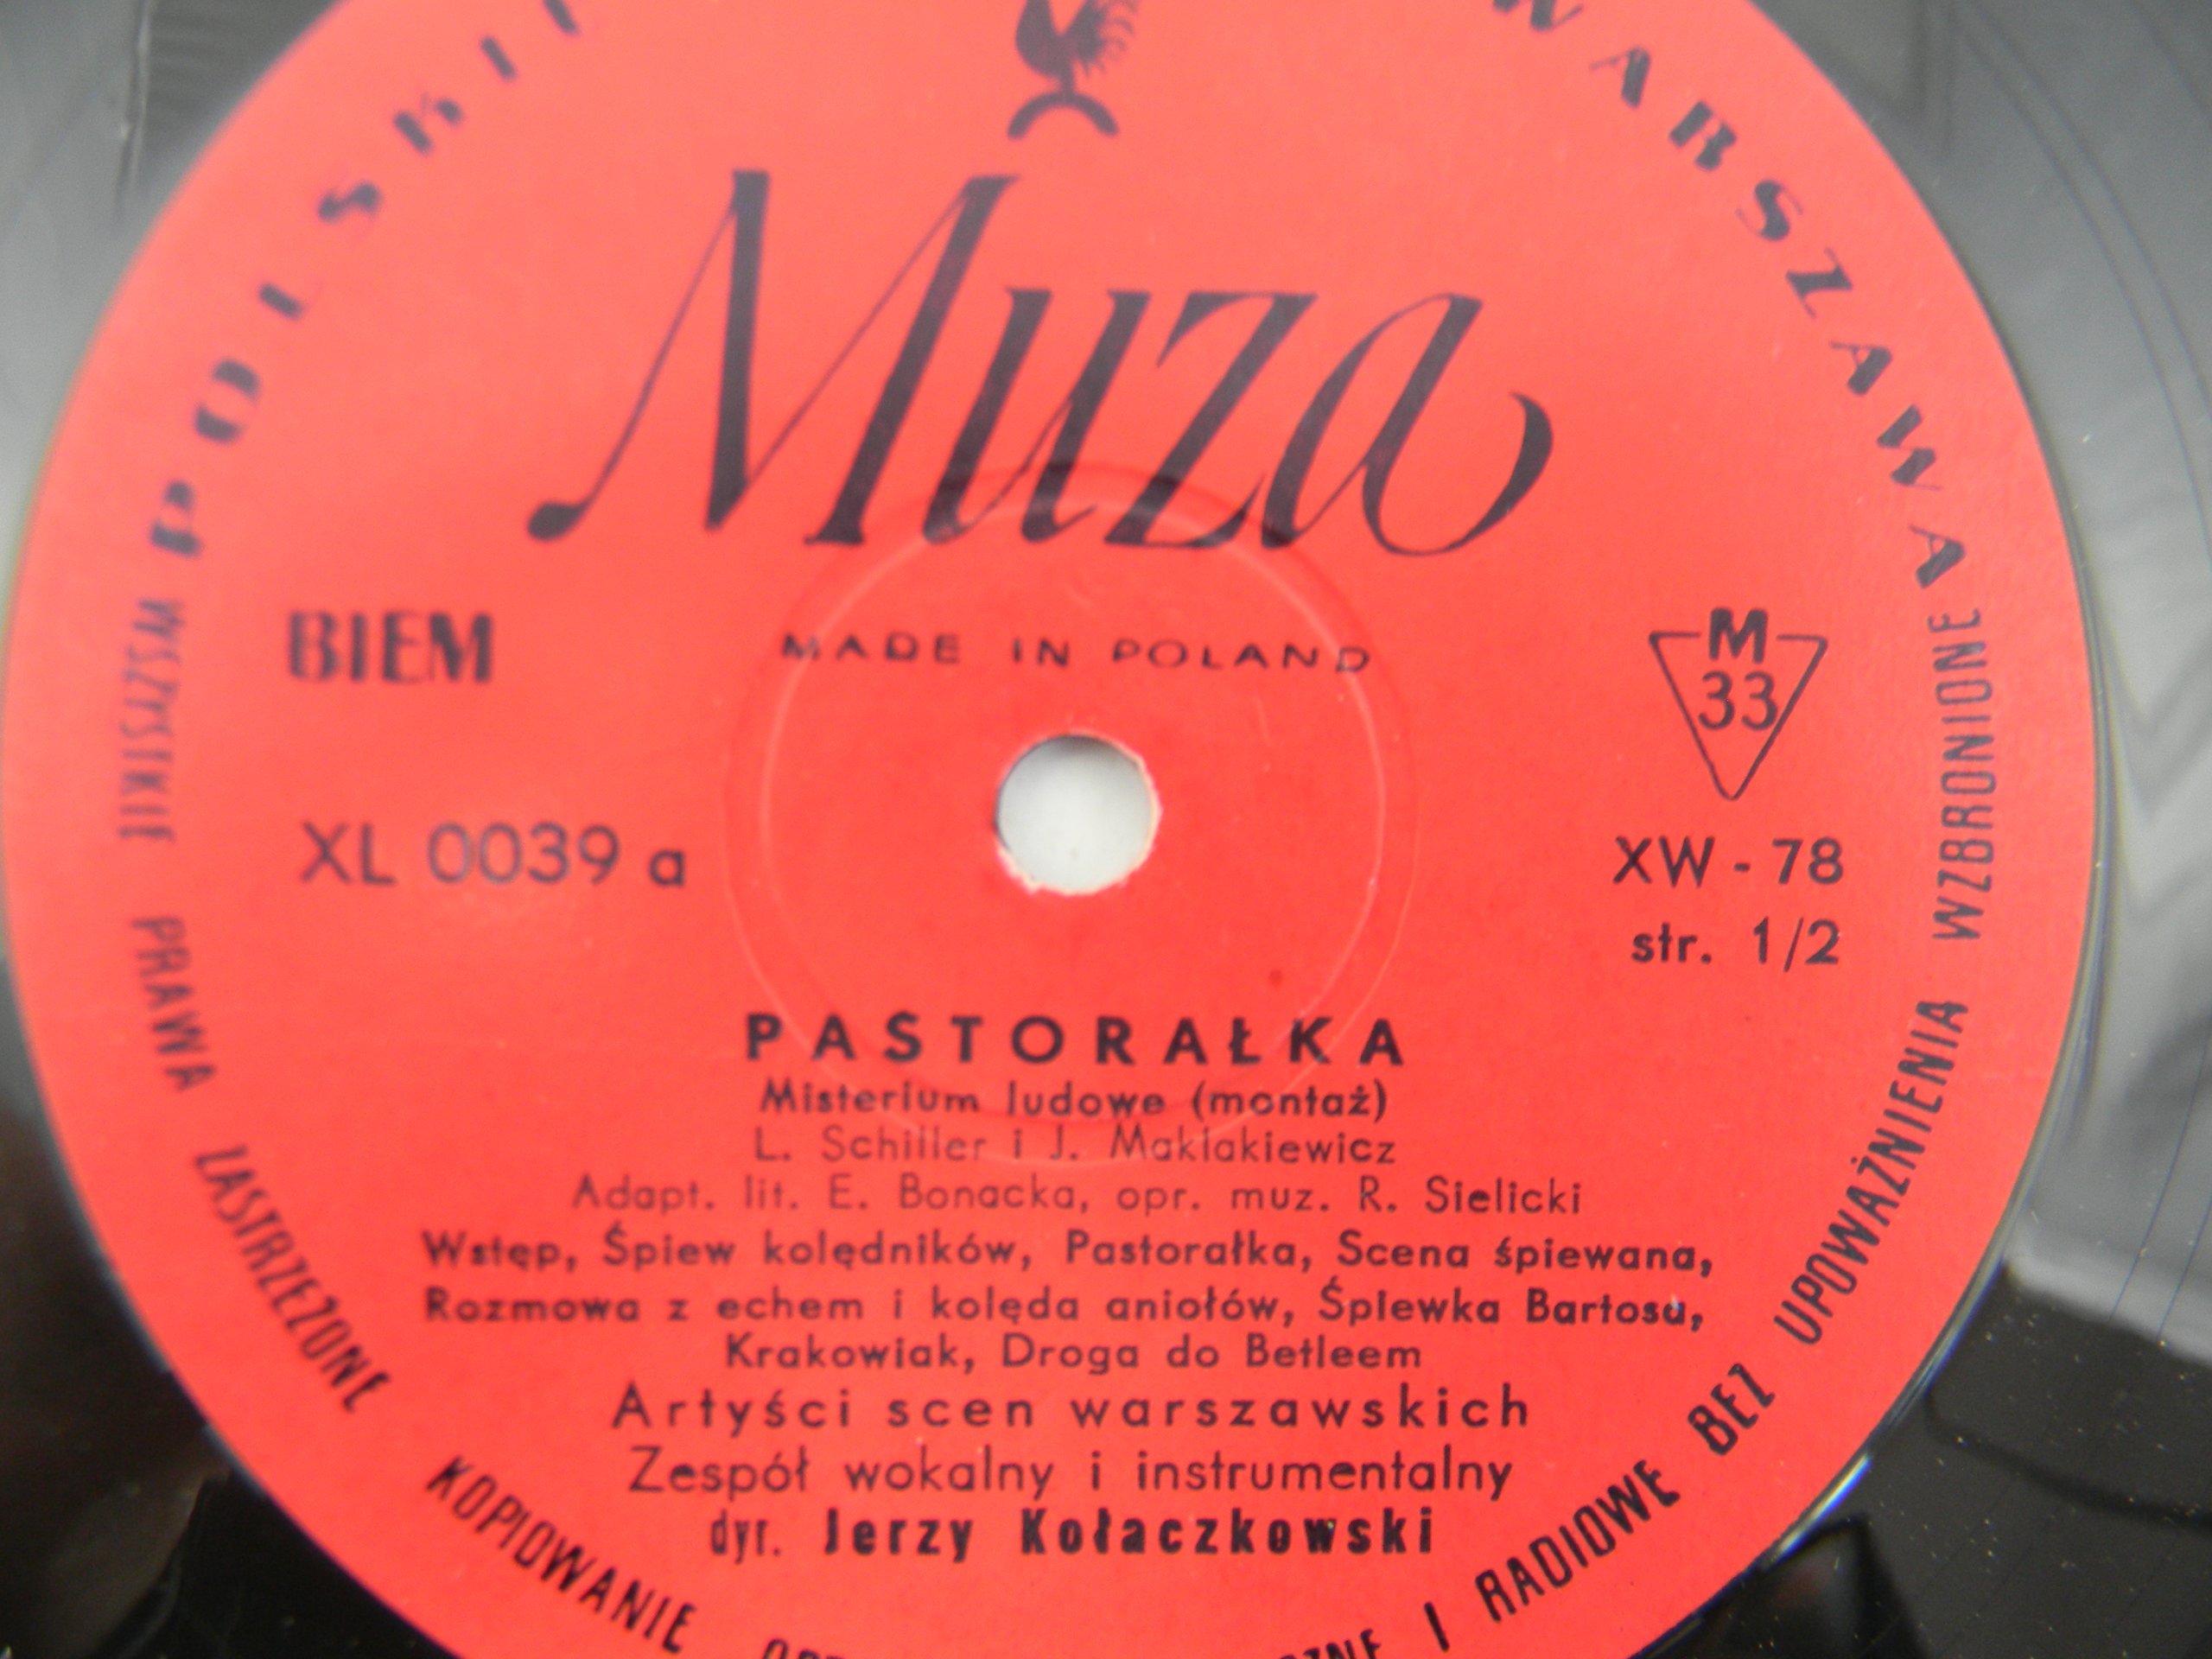 POLSKIE
WARSZAWA
Muza
BIEM
MADE IN POLAND
M
33
XL 0039 a
XW - 78
str. 1/2
PASTORAŁKA
Misterium ludowe (montaż)
L. Schiller i J. Maklakiewicz
Adapt. lit. E. Bonacka, opr. muz. R. Sielicki
Wstęp, Śpiew kolędników, Pastorałka, Scena śpiewana,
Rozmowa z echem i kolęda aniołów, Śpiewka Bartosa,
Krakowiak, Droga do Betleem
Artyści scen warszawskich
Zespół wokalny i instrumentalny
dyr. Jerzy Kołaczkowski
WSZYSTKIE PRAWA ZASTRZEŻONE KOPIOWANIE
I RADIOWE BEZ UPOWAŻNIENIA WZBRONIONE